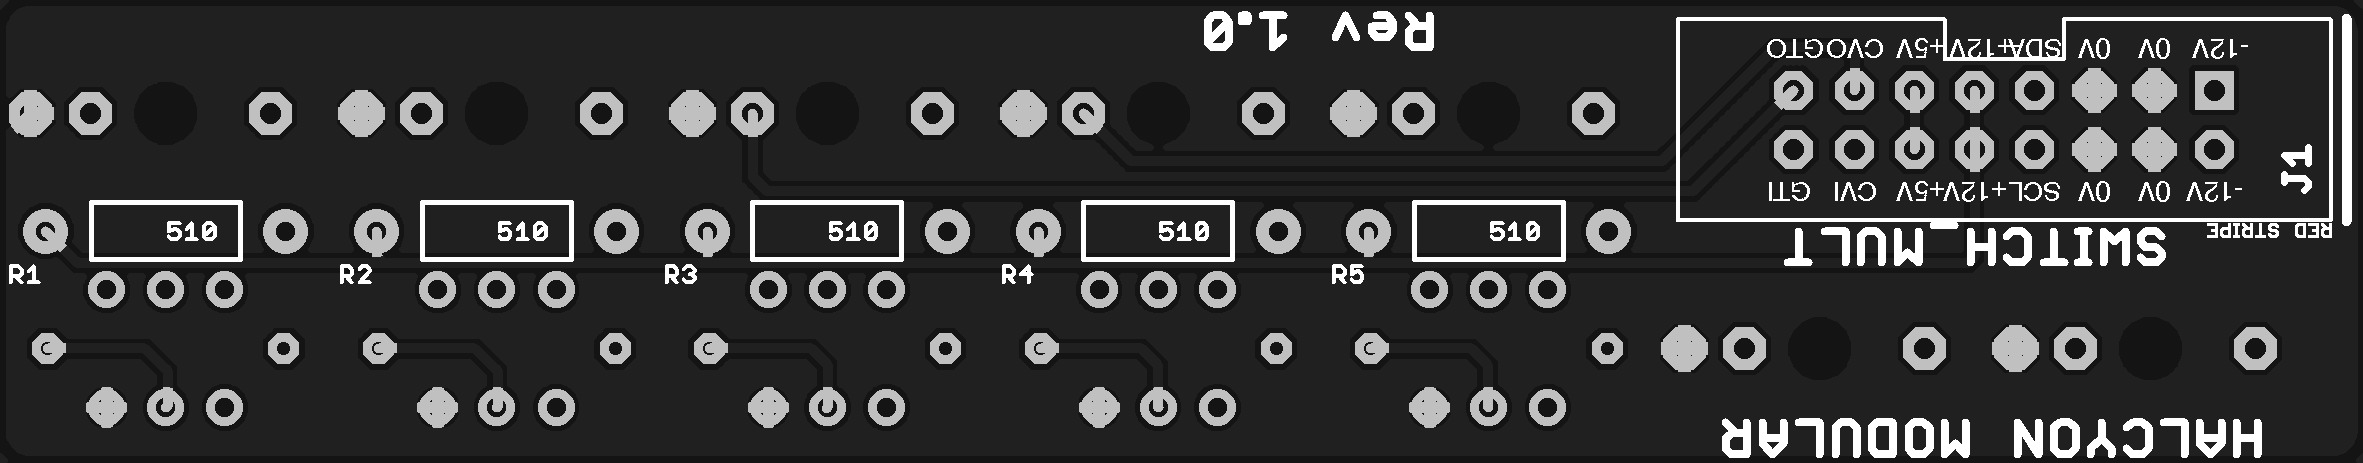 Rev 1.0
-12V 0V 0V SDA +12V +5V CVO GTO
-12V 0V 0V SCL +12V +5V CVI GTI
J1
RED STRIPE
SWITCH_MULT
510 510 510 510 510
R1 R2 R3 R4 R5
HALCYON MODULAR